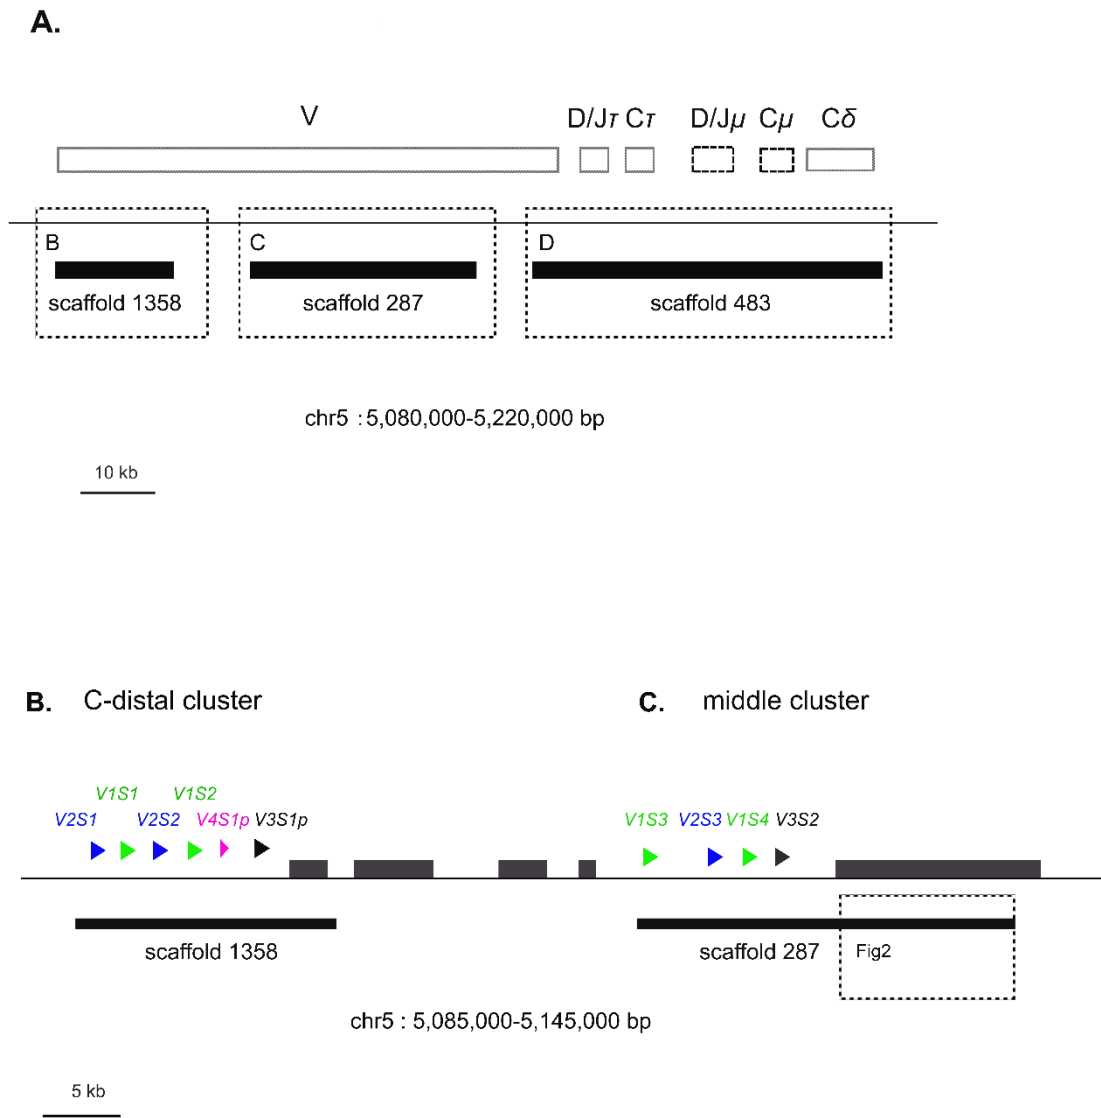 A.
V D/Jτ Cτ D/Jμ Cμ Cδ
B C D
scaffold 1358 scaffold 287 scaffold 483
chr5 : 5,080,000-5,220,000 bp
10 kb
B. C-distal cluster C. middle cluster
V1S1 V1S2
V2S1 V2S2 V4S1p V3S1p V1S3 V2S3 V1S4 V3S2
scaffold 1358 scaffold 287 Fig2
chr5 : 5,085,000-5,145,000 bp
5 kb